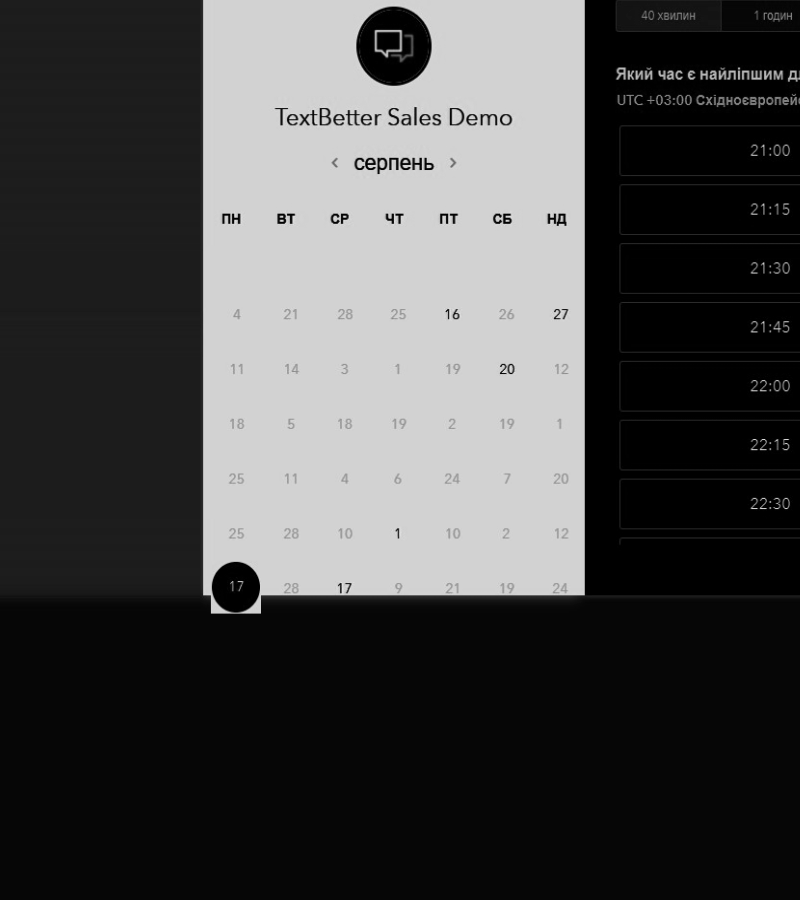 TextBetter Sales Demo
серпень
ПН ВТ СР ЧТ ПТ СБ НД
4 21 28 25 16 26 27
11 14 3 1 19 20 12
18 5 18 19 2 19 1
25 11 4 6 24 7 20
25 28 10 1 10 2 12
17 28 17 9 21 19 24
40 хвилин 1 годин
Який час є найліпшим
UTC +03:00
21:00
21:15
21:30
21:45
22:00
22:15
22:30